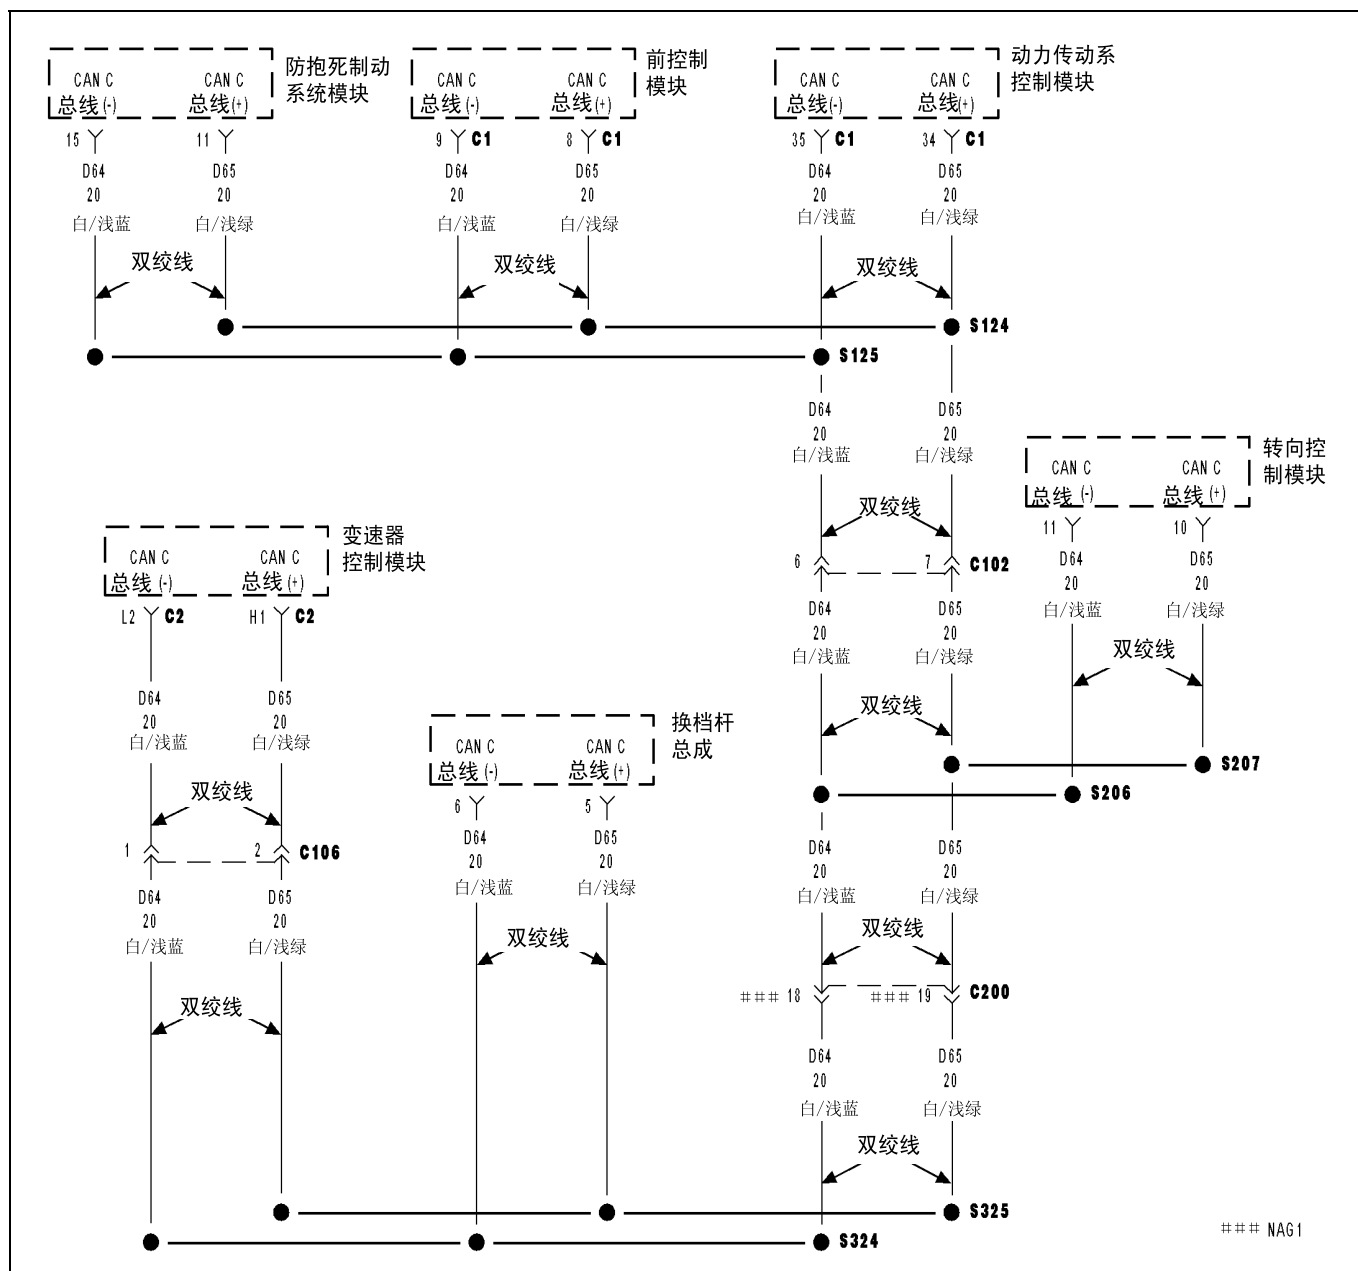 防抱死制动
系统模块
CAN C
总线(-)
CAN C
总线(+)
15
11
D64
20
白/浅蓝
D65
20
白/浅绿
双绞线
前控制
模块
CAN C
总线(-)
CAN C
总线(+)
9 C1
8 C1
D64
20
白/浅蓝
D65
20
白/浅绿
双绞线
动力传动系
控制模块
CAN C
总线(-)
CAN C
总线(+)
35 C1
34 C1
D64
20
白/浅蓝
D65
20
白/浅绿
双绞线
S124
S125
D64
20
白/浅蓝
D65
20
白/浅绿
双绞线
6
7 C102
D64
20
白/浅蓝
D65
20
白/浅绿
双绞线
转向控
制模块
CAN C
总线(-)
CAN C
总线(+)
11
10
D64
20
白/浅蓝
D65
20
白/浅绿
双绞线
S207
S206
变速器
控制模块
CAN C
总线(-)
CAN C
总线(+)
L2 C2
H1 C2
D64
20
白/浅蓝
D65
20
白/浅绿
双绞线
1
2 C106
D64
20
白/浅蓝
D65
20
白/浅绿
双绞线
换档杆
总成
CAN C
总线(-)
CAN C
总线(+)
6
5
D64
20
白/浅蓝
D65
20
白/浅绿
双绞线
D64
20
白/浅蓝
D65
20
白/浅绿
双绞线
### 18
### 19 C200
D64
20
白/浅蓝
D65
20
白/浅绿
双绞线
S325
S324
### NAG1